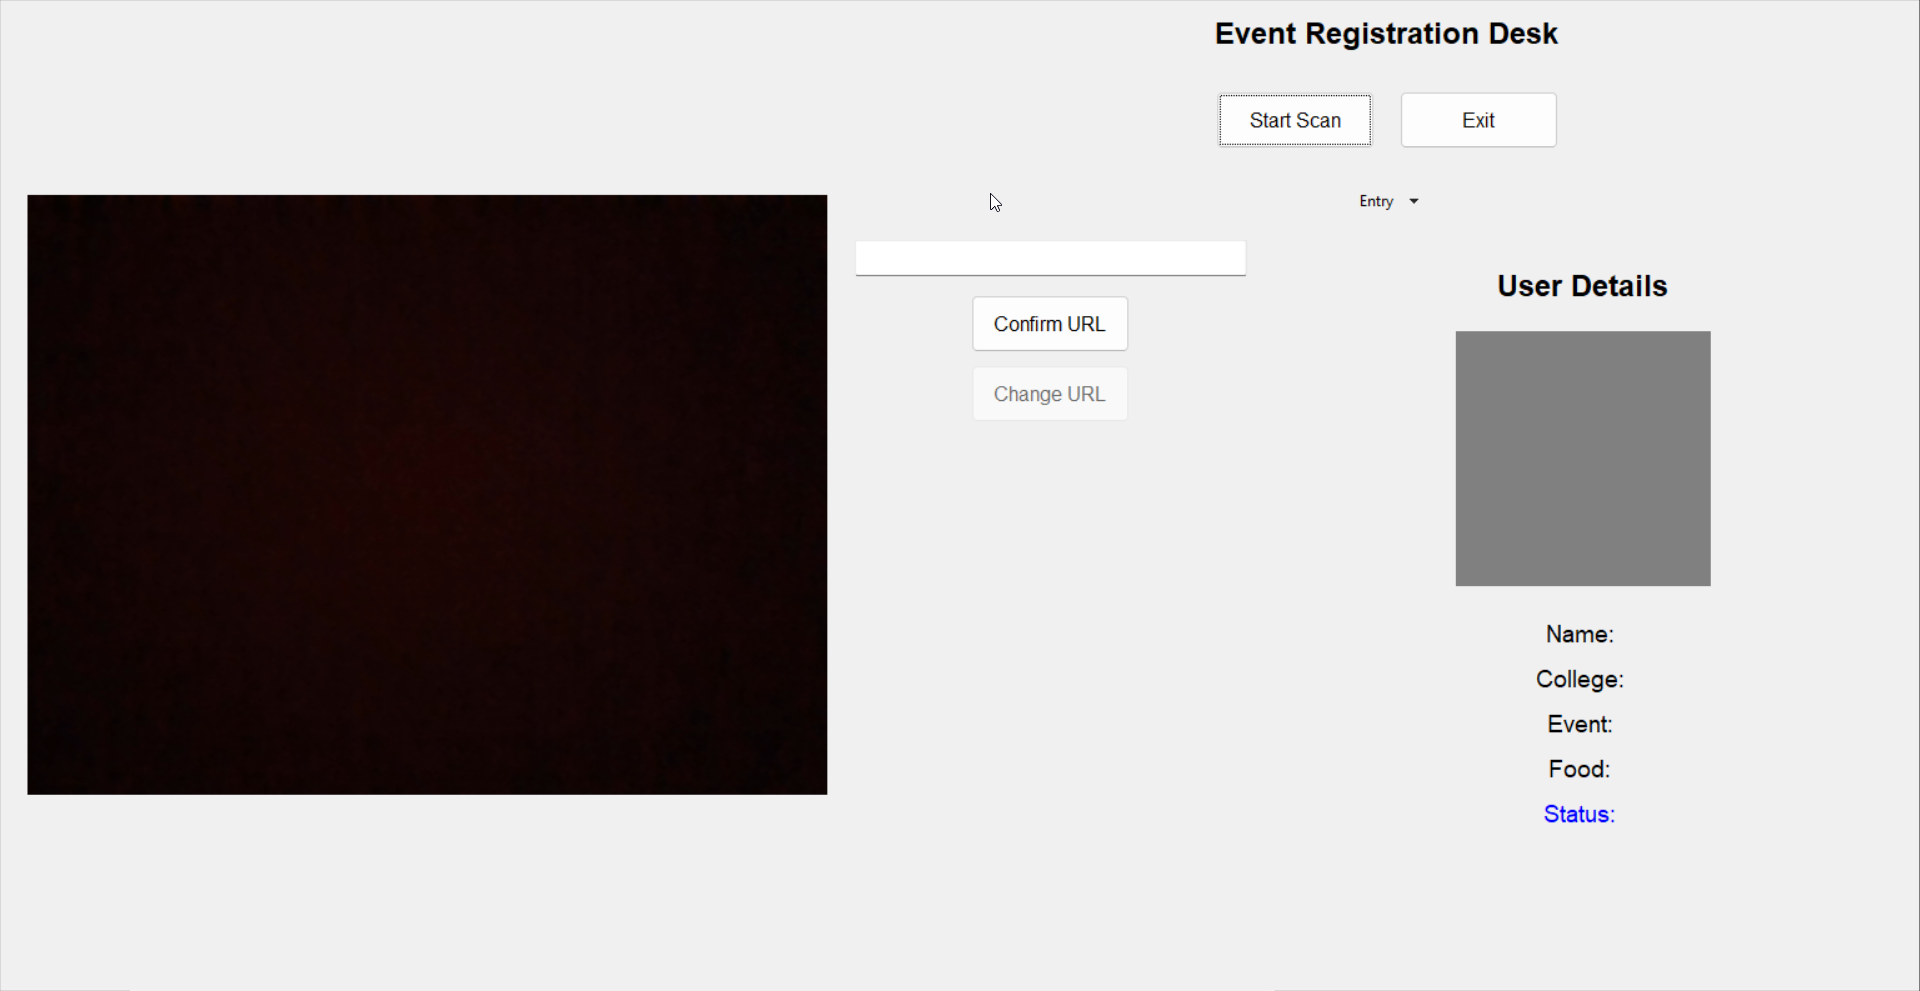 Event Registration Desk
Start Scan
Exit
Entry
Confirm URL
Change URL
User Details
Name:
College:
Event:
Food:
Status: